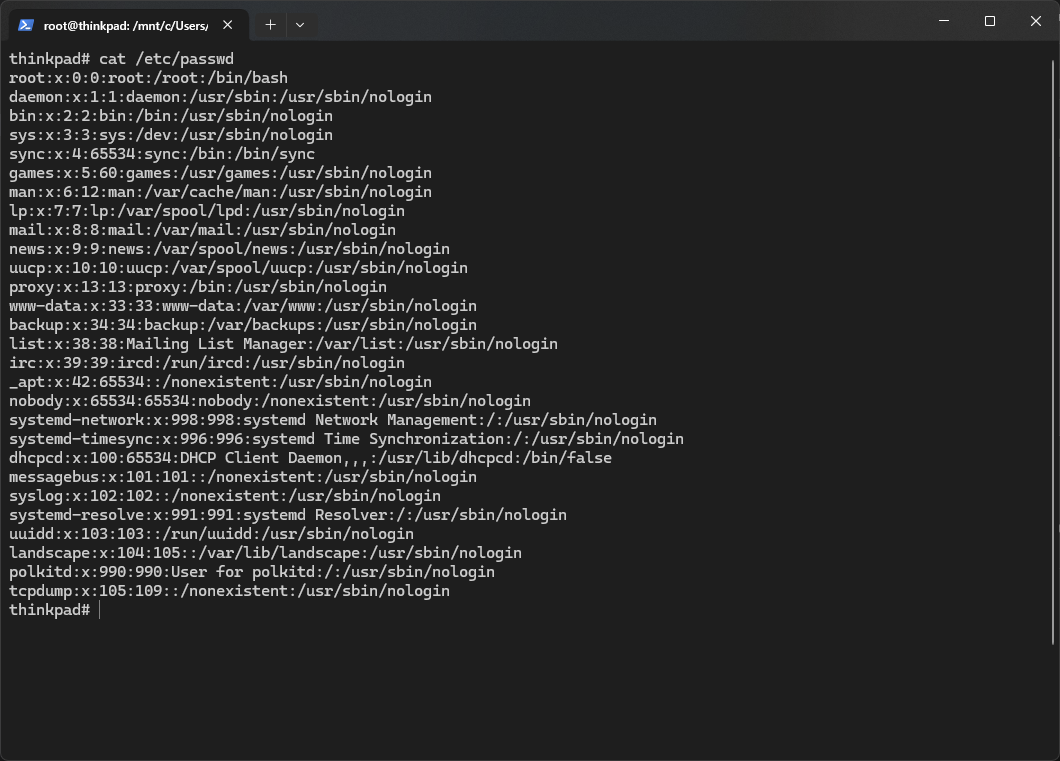 root@thinkpad: /mnt/c/Users/
thinkpad# cat /etc/passwd
root:x:0:0:root:/root:/bin/bash
daemon:x:1:1:daemon:/usr/sbin:/usr/sbin/nologin
bin:x:2:2:bin:/bin:/usr/sbin/nologin
sys:x:3:3:sys:/dev:/usr/sbin/nologin
sync:x:4:65534:sync:/bin:/bin/sync
games:x:5:60:games:/usr/games:/usr/sbin/nologin
man:x:6:12:man:/var/cache/man:/usr/sbin/nologin
lp:x:7:7:lp:/var/spool/lpd:/usr/sbin/nologin
mail:x:8:8:mail:/var/mail:/usr/sbin/nologin
news:x:9:9:news:/var/spool/news:/usr/sbin/nologin
uucp:x:10:10:uucp:/var/spool/uucp:/usr/sbin/nologin
proxy:x:13:13:proxy:/bin:/usr/sbin/nologin
www-data:x:33:33:www-data:/var/www:/usr/sbin/nologin
backup:x:34:34:backup:/var/backups:/usr/sbin/nologin
list:x:38:38:Mailing List Manager:/var/list:/usr/sbin/nologin
irc:x:39:39:ircd:/run/ircd:/usr/sbin/nologin
_apt:x:42:65534::/nonexistent:/usr/sbin/nologin
nobody:x:65534:65534:nobody:/nonexistent:/usr/sbin/nologin
systemd-network:x:998:998:systemd Network Management:/:/usr/sbin/nologin
systemd-timesync:x:996:996:systemd Time Synchronization:/:/usr/sbin/nologin
dhcpcd:x:100:65534:DHCP Client Daemon,,,:/usr/lib/dhcpcd:/bin/false
messagebus:x:101:101::/nonexistent:/usr/sbin/nologin
syslog:x:102:102::/nonexistent:/usr/sbin/nologin
systemd-resolve:x:991:991:systemd Resolver:/:/usr/sbin/nologin
uuidd:x:103:103::/run/uuidd:/usr/sbin/nologin
landscape:x:104:105::/var/lib/landscape:/usr/sbin/nologin
polkitd:x:990:990:User for polkitd:/:/usr/sbin/nologin
tcpdump:x:105:109::/nonexistent:/usr/sbin/nologin
thinkpad#